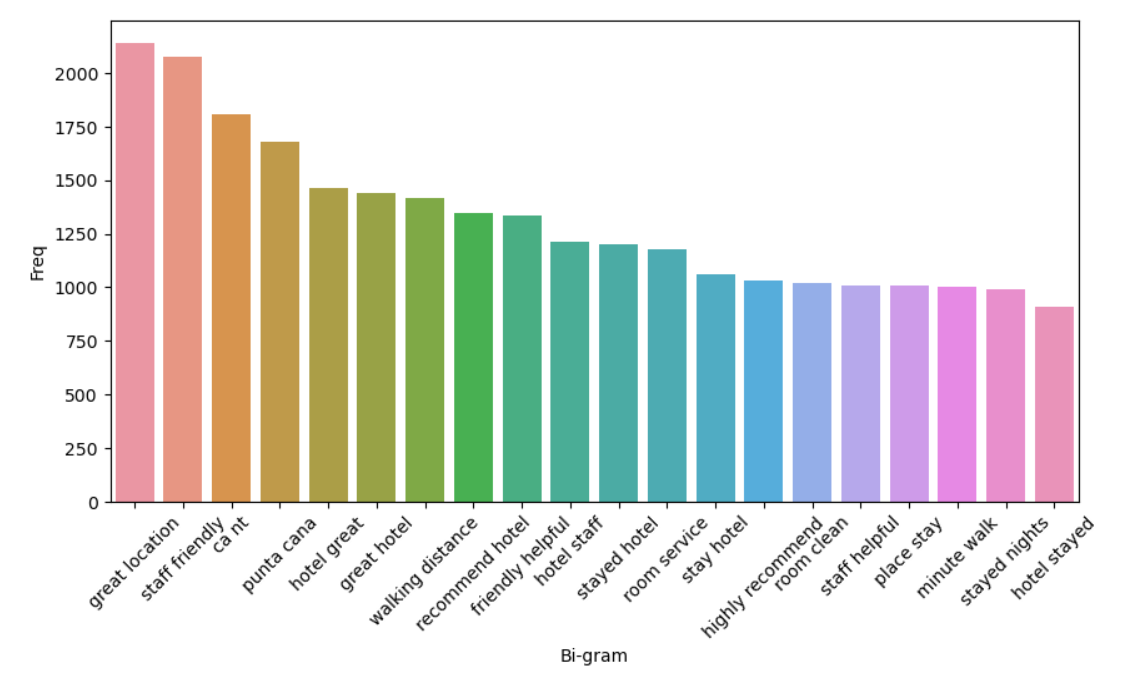 Freq
2000
1750
1500
1250
1000
750
500
250
0
great location
staff friendly
ca nt
punta cana
hotel great
great hotel
walking distance
recommend hotel
friendly helpful
hotel staff
stayed hotel
room service
stay hotel
highly recommend
room clean
staff helpful
place stay
minute walk
stayed nights
hotel stayed
Bi-gram